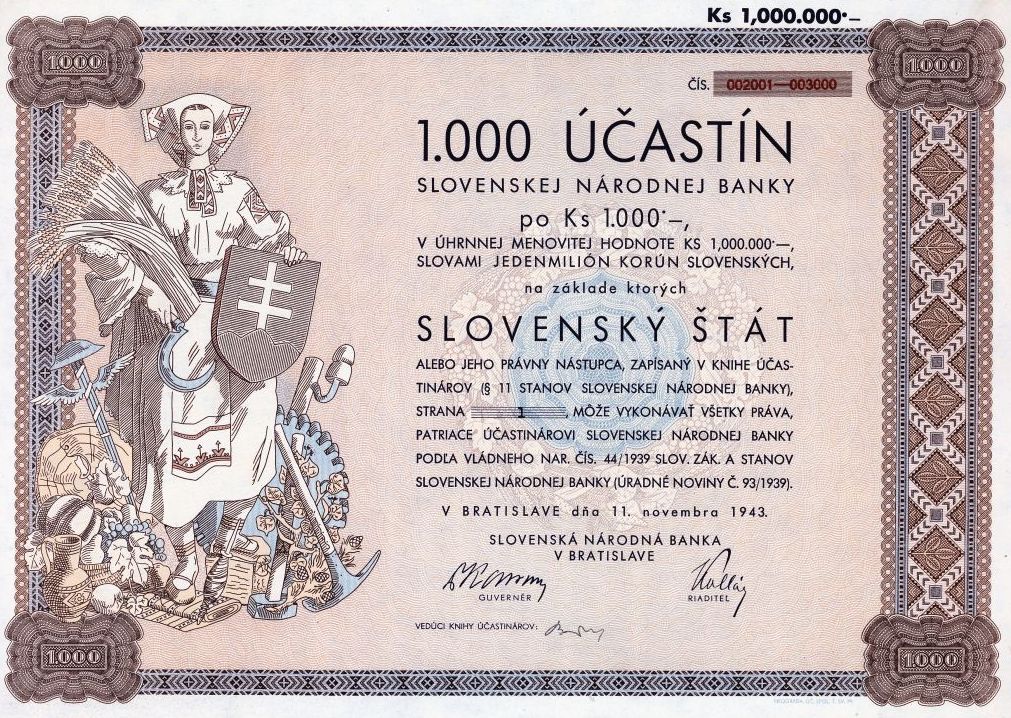 Ks 1,000.000·—
1.000
1.000
ČÍS. 002001—003000
1.000 ÚČASTÍN
SLOVENSKEJ NÁRODNEJ BANKY
po Ks 1.000·—,
V ÚHRNNEJ MENOVITEJ HODNOTE KS 1,000.000·—,
SLOVAMI JEDENMILIÓN KORÚN SLOVENSKÝCH,
na základe ktorých
SLOVENSKÝ ŠTÁT
ALEBO JEHO PRÁVNY NÁSTUPCA, ZAPÍSANÝ V KNIHE ÚČAS-
TINÁROV (§ 11 STANOV SLOVENSKEJ NÁRODNEJ BANKY),
STRANA 1, MÔŽE VYKONÁVAŤ VŠETKY PRÁVA,
PATRIACE ÚČASTINÁROVI SLOVENSKEJ NÁRODNEJ BANKY
PODĽA VLÁDNEHO NAR. ČÍS. 44/1939 SLOV. ZÁK. A STANOV
SLOVENSKEJ NÁRODNEJ BANKY (ÚRADNÉ NOVINY Č. 93/1939).
V BRATISLAVE dňa 11. novembra 1943.
SLOVENSKÁ NÁRODNÁ BANKA
V BRATISLAVE
GUVERNÉR
RIADITEĽ
VEDÚCI KNIHY ÚČASTINÁROV:
1.000
1.000